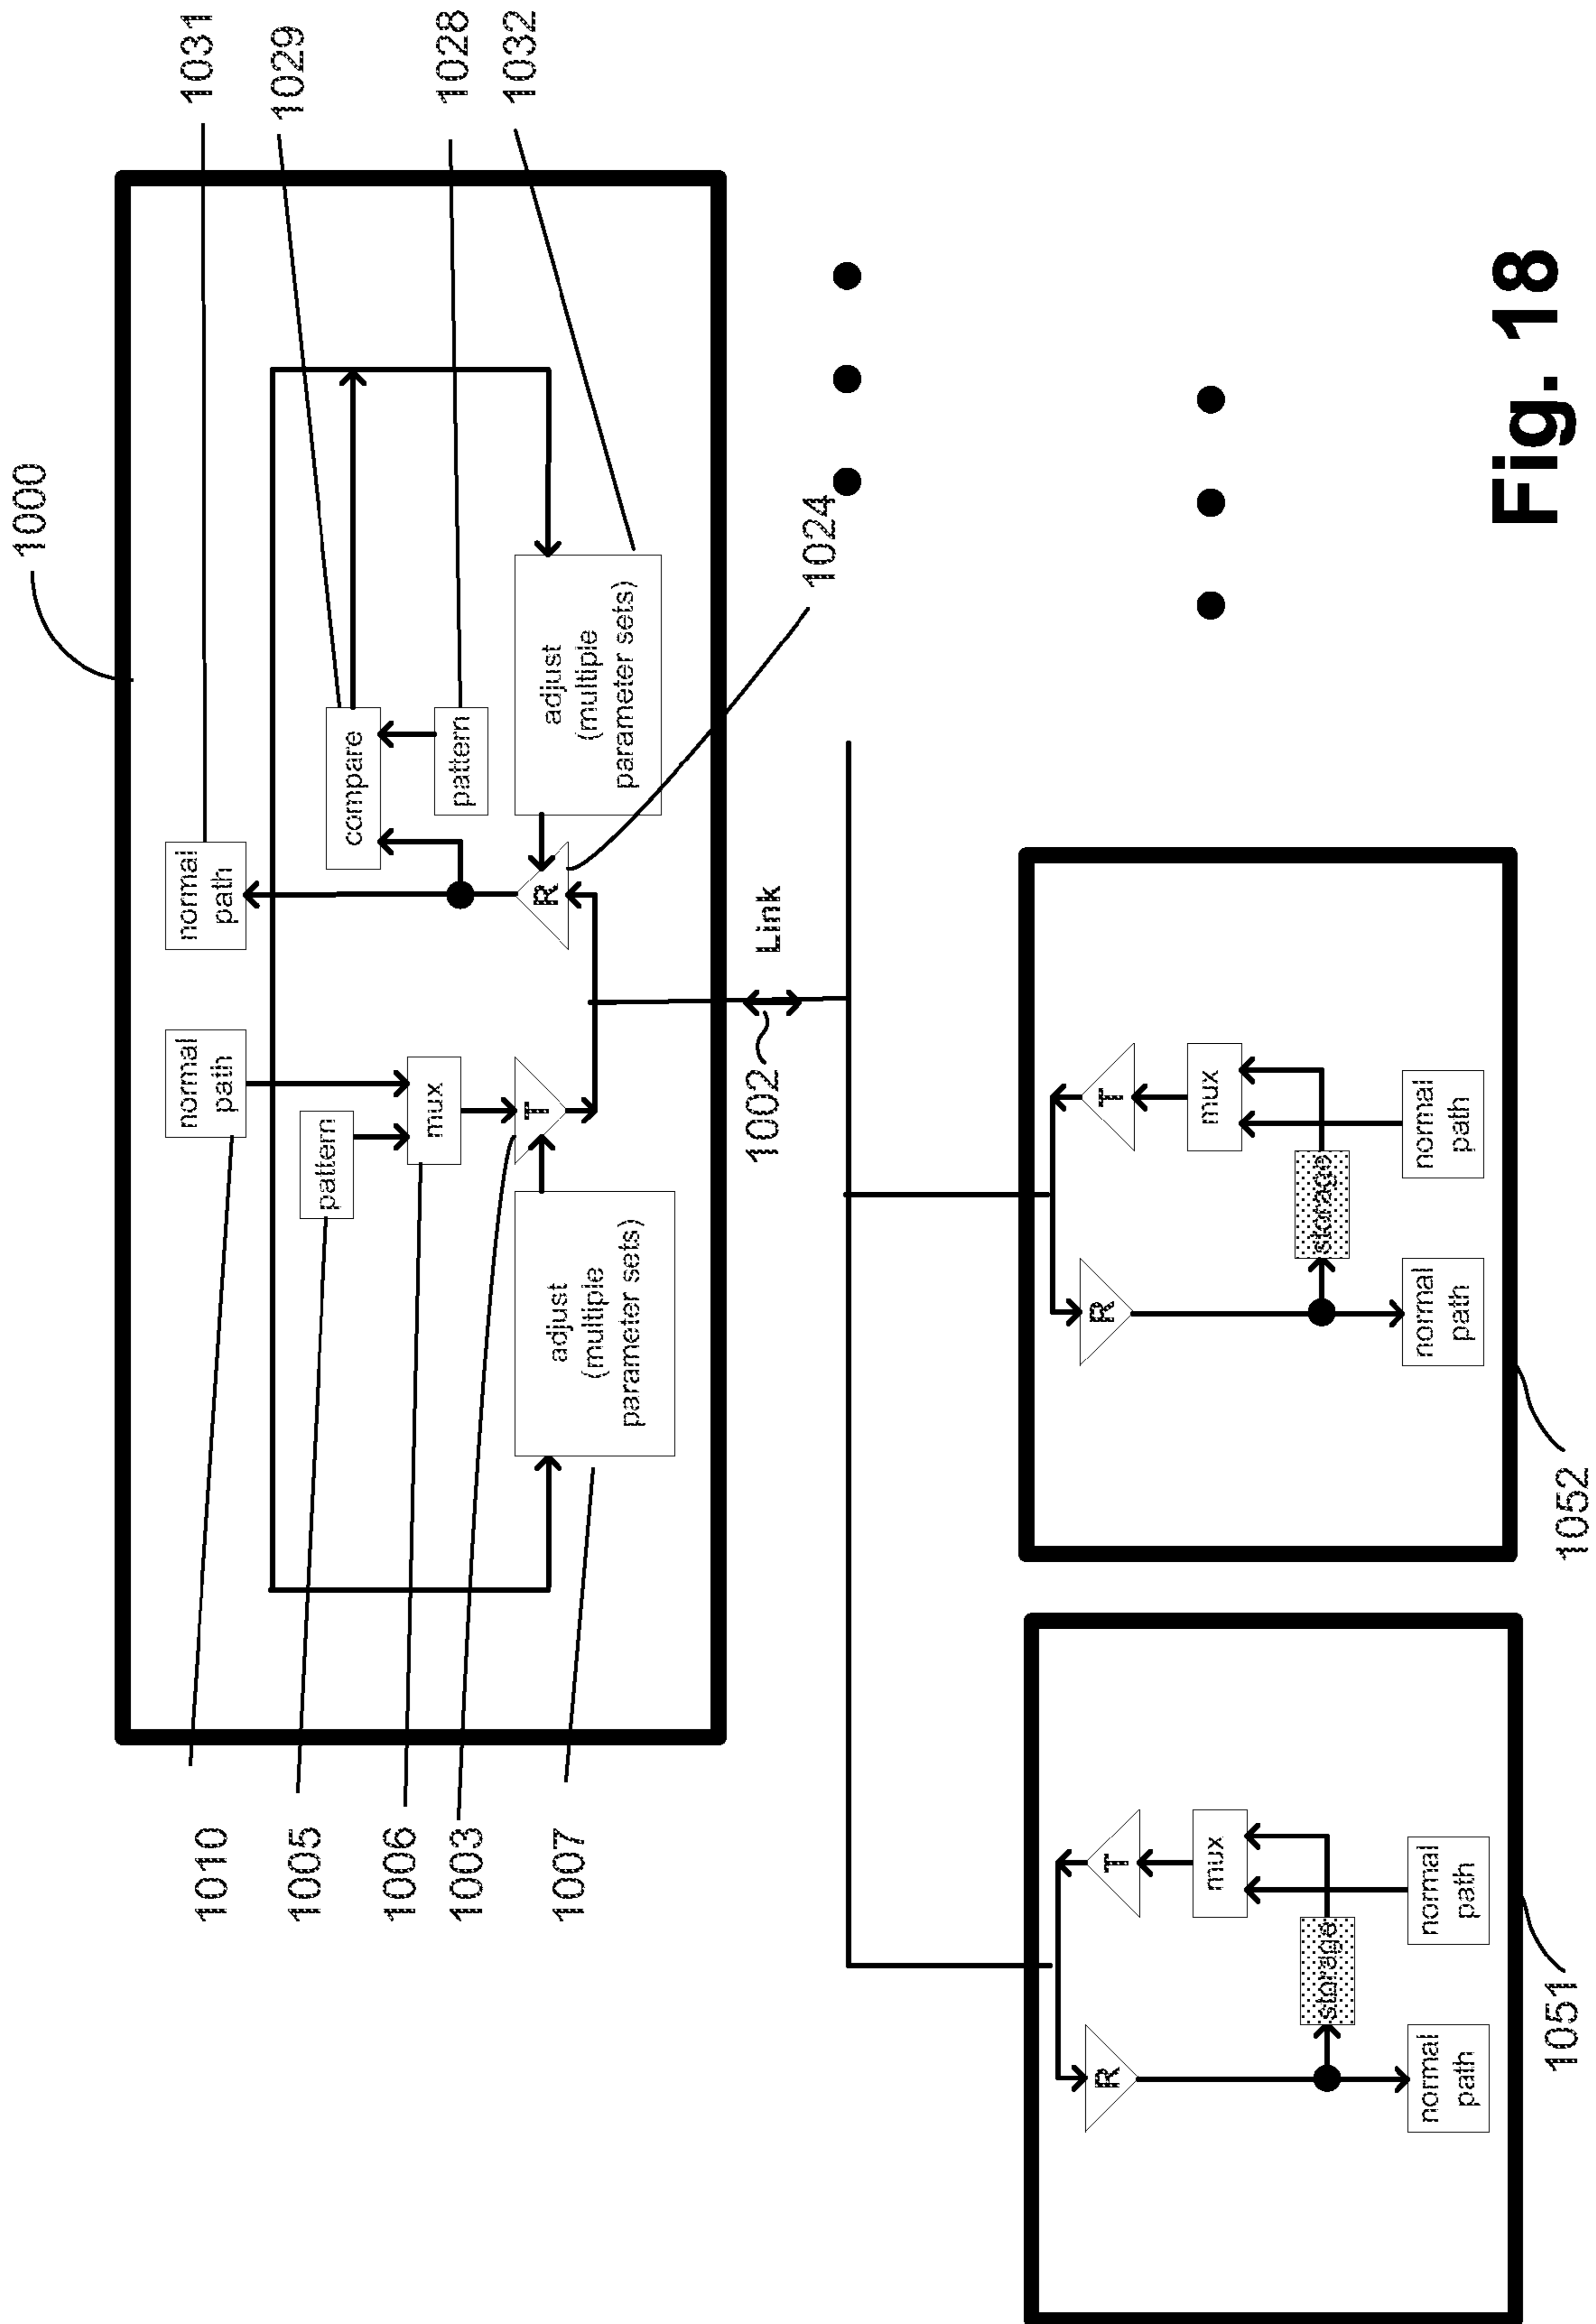 1000
1010
1005
1006
1003
1007
normal
path
pattern
mux
T
adjust
(multiple
parameter sets)
normal
path
compare
pattern
R
adjust
(multiple
parameter sets)
1031
1029
1028
1032
1024
1002
Link
R
T
mux
storage
normal
path
normal
path
1051
R
T
mux
storage
normal
path
normal
path
1052
Fig. 18